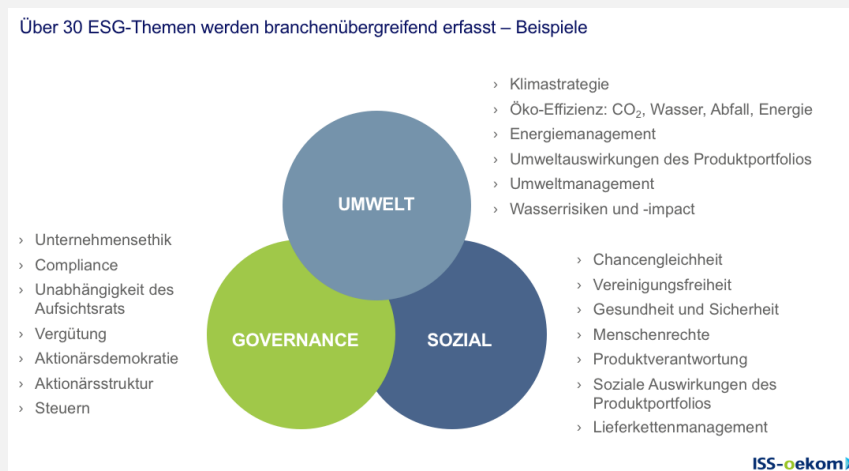 Über 30 ESG-Themen werden branchenübergreifend erfasst – Beispiele
› Klimastrategie
› Öko-Effizienz: CO₂, Wasser, Abfall, Energie
› Energiemanagement
› Umweltauswirkungen des Produktportfolios
› Umweltmanagement
› Wasserrisiken und -impact
UMWELT
› Unternehmensethik
› Compliance
› Unabhängigkeit des
Aufsichtsrats
› Vergütung
› Aktionärsdemokratie
› Aktionärsstruktur
› Steuern
GOVERNANCE
SOZIAL
› Chancengleichheit
› Vereinigungsfreiheit
› Gesundheit und Sicherheit
› Menschenrechte
› Produktverantwortung
› Soziale Auswirkungen des
Produktportfolios
› Lieferkettenmanagement
ISS-oekom